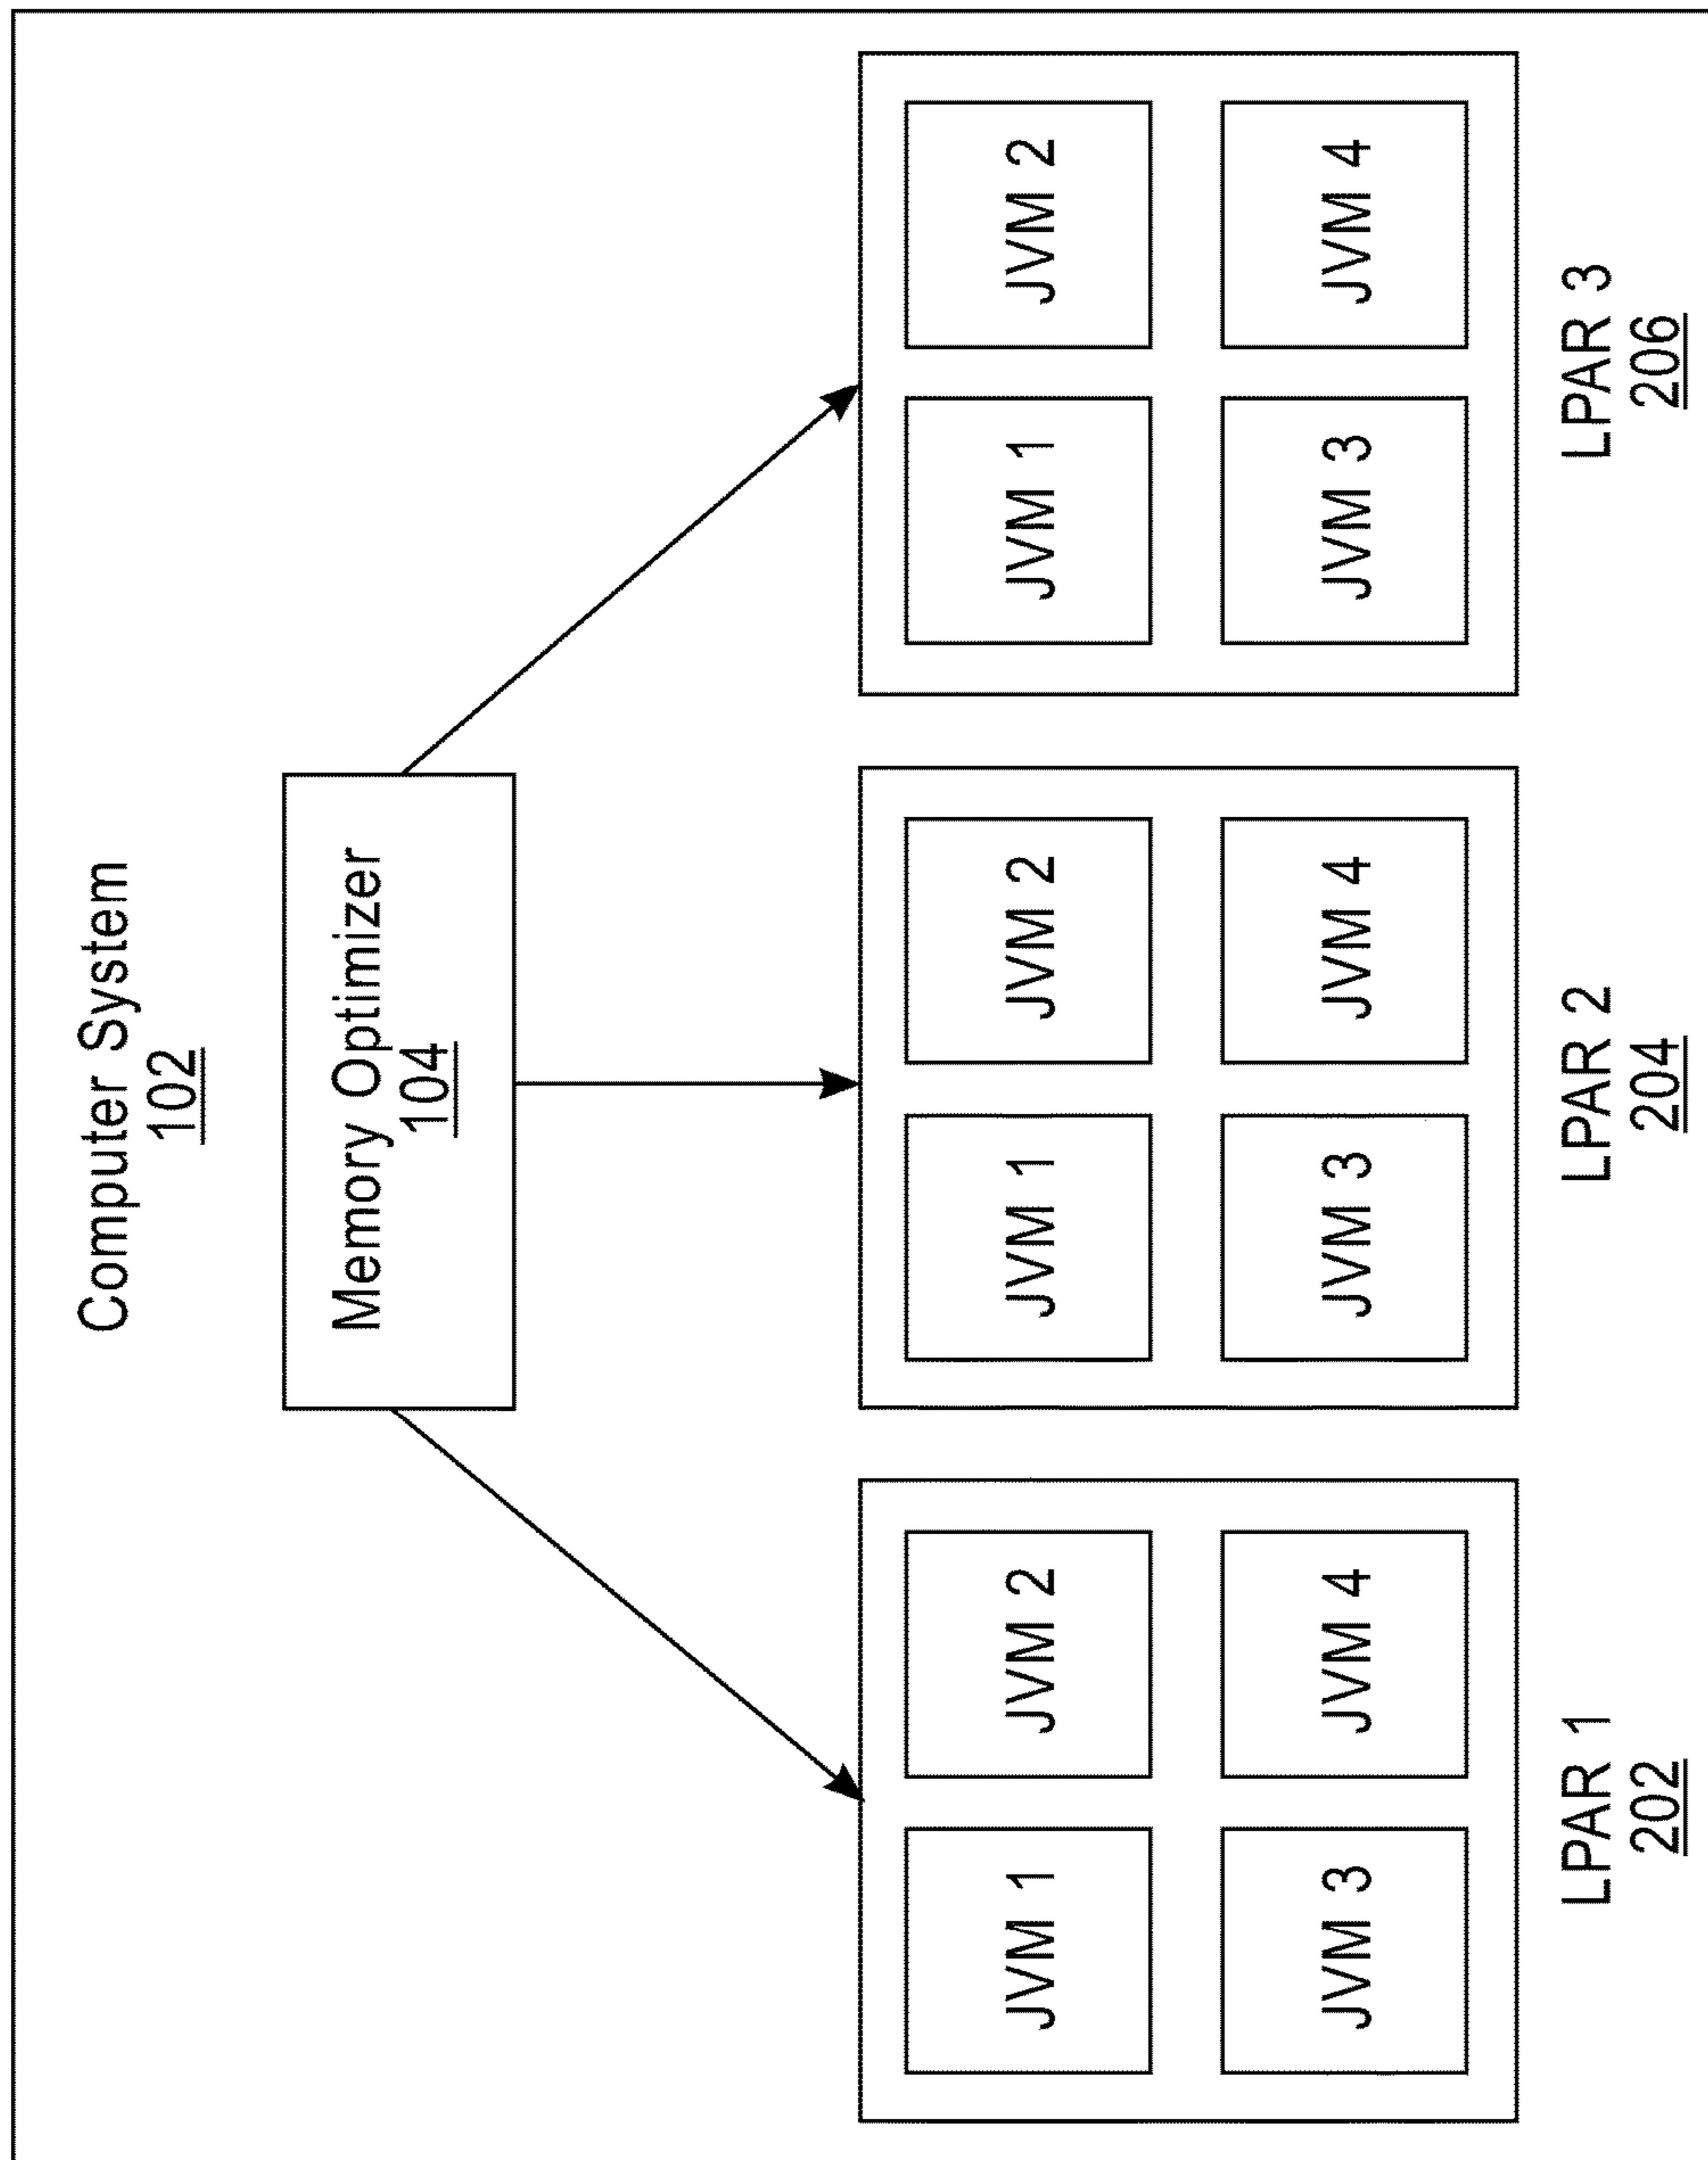 Computer System
102
Memory Optimizer
104
JVM 1
JVM 2
JVM 3
JVM 4
LPAR 1
202
JVM 1
JVM 2
JVM 3
JVM 4
LPAR 2
204
JVM 1
JVM 2
JVM 3
JVM 4
LPAR 3
206